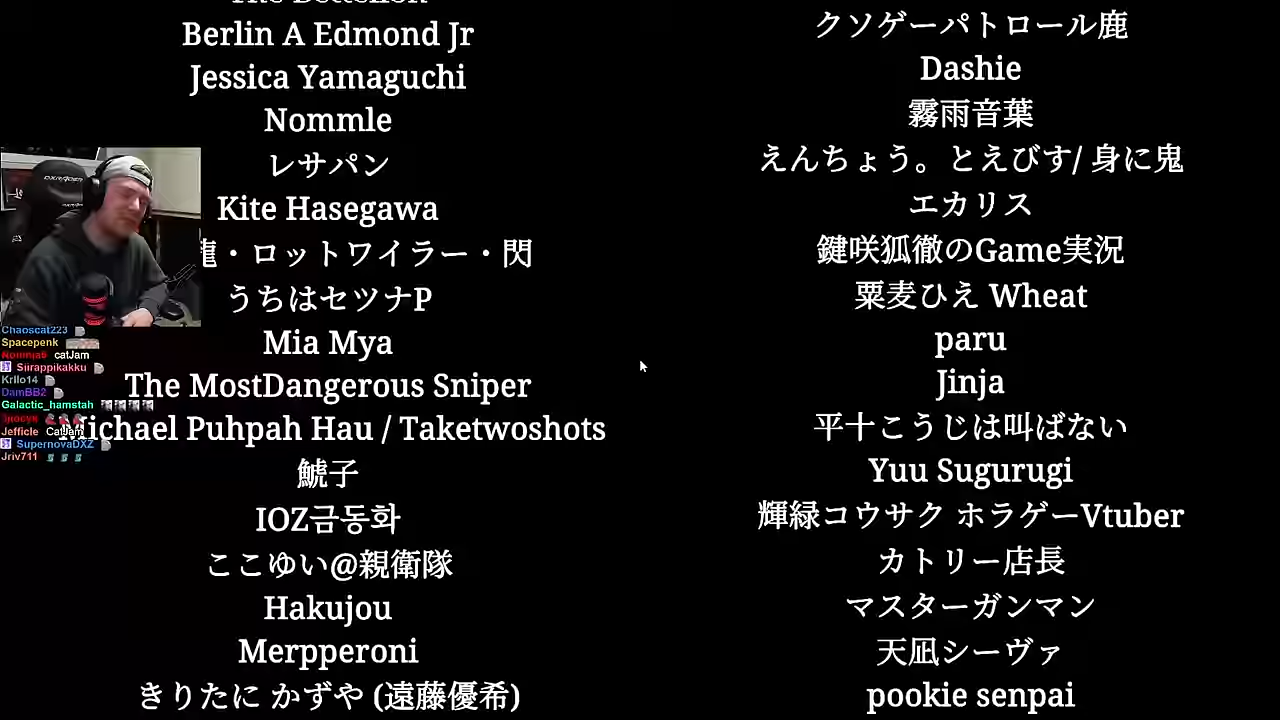 Berlin A Edmond Jr
Jessica Yamaguchi
Nommle
レサパン
Kite Hasegawa
龍・ロットワイラー・閃
うちはセツナP
Mia Mya
The MostDangerous Sniper
Michael Puhpah Hau / Taketwoshots
鯱子
IOZ금동화
ここゆい@親衛隊
Hakujou
Merpperoni
きりたに かずや (遠藤優希)
クソゲーパトロール鹿
Dashie
霧雨音葉
えんちょう。とえびす/ 身に鬼
エカリス
鍵咲狐徹のGame実況
粟麦ひえ Wheat
paru
Jinja
平十こうじは叫ばない
Yuu Sugurugi
輝緑コウサク ホラゲーVtuber
カトリー店長
マスターガンマン
天凪シーヴァ
pookie senpai
DXRACER
Chaoscat223
Spacepenk
catJam
Siirappikakku
Krilo14
DamBB2
Galactic_hamstah
Jefficle CatJam
SupernovaDXZ
Jriv711